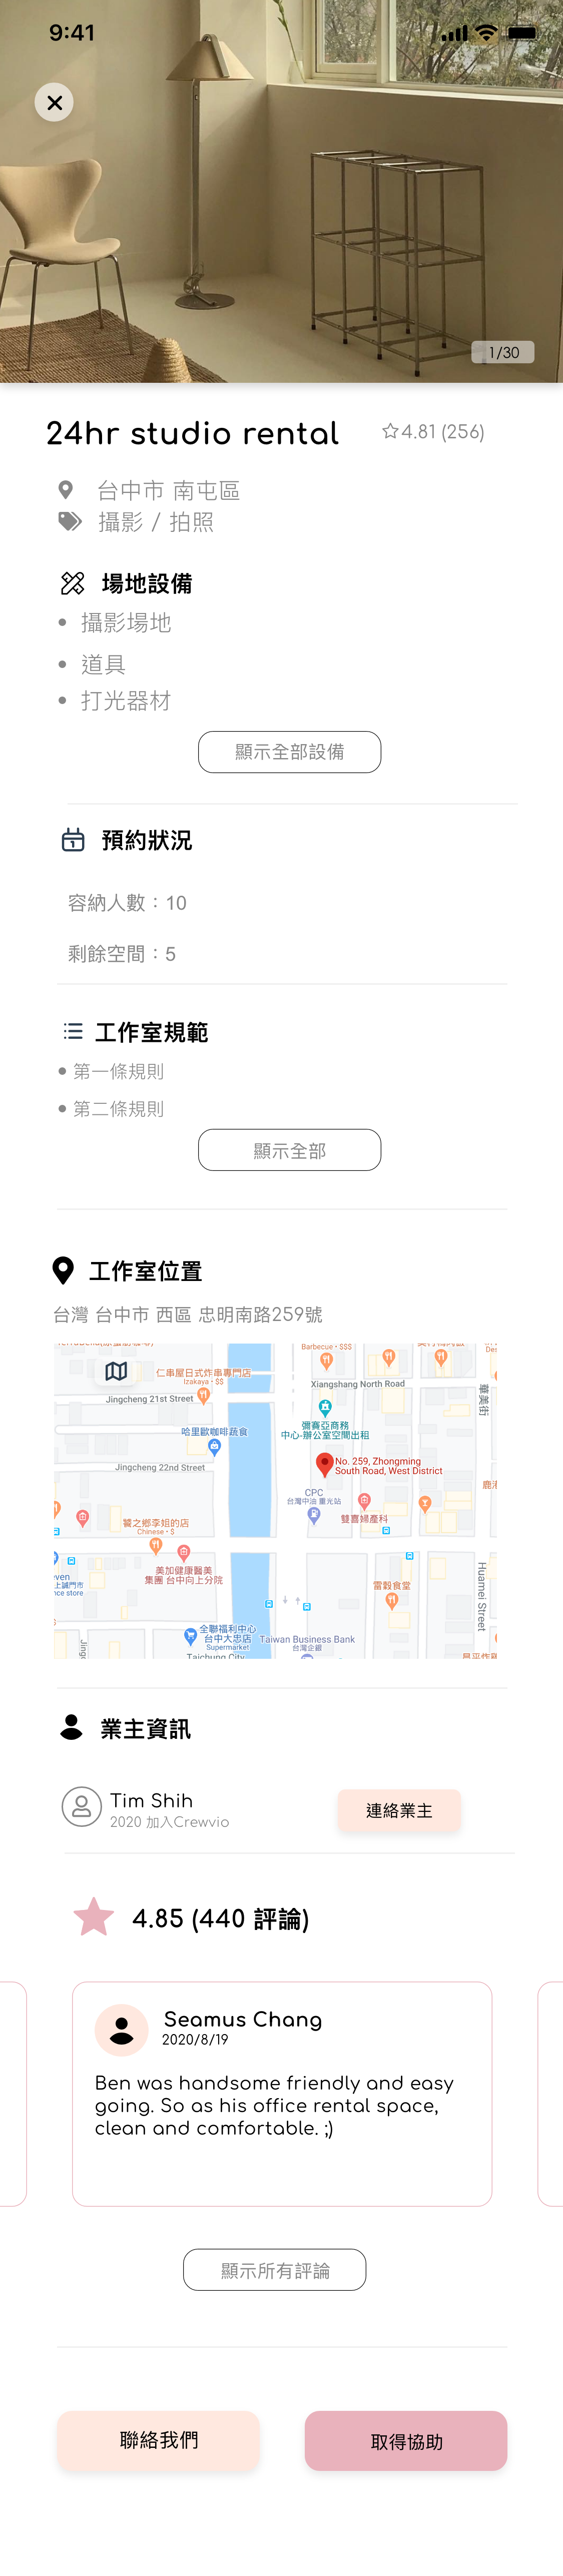 9:41
1/30
24hr studio rental
4.81 (256)
台中市 南屯區
攝影 / 拍照
場地設備
攝影場地
道具
打光器材
顯示全部設備
預約狀況
容納人數：10
剩餘空間：5
工作室規範
第一條規則
第二條規則
顯示全部
工作室位置
台灣 台中市 西區 忠明南路259號
Barbecue · $$$
仁串屋日式炸串專門店
Izakaya · $$
Xiangshang North Road
Jingcheng 21st Street
華美街
彌賽亞商務
中心-辦公室空間出租
哈里歐咖啡蔬食
No. 259, Zhongming
South Road, West District
Jingcheng 22nd Street
CPC
台灣中油 重光站
雙喜婦產科
饕之鄉李姐的店
Chinese · $
美加健康醫美
集團 台中向上分院
even
上誠門市
nce store
雷穀食堂
Huamei Street
全聯福利中心
台中大忠店
Supermarket
Taiwan Business Bank
台灣企銀
Taichung City
Jingc
業主資訊
Tim Shih
2020 加入Crewvio
連絡業主
4.85 (440 評論)
Seamus Chang
2020/8/19
Ben was handsome friendly and easy
going. So as his office rental space,
clean and comfortable. ;)
顯示所有評論
聯絡我們
取得協助